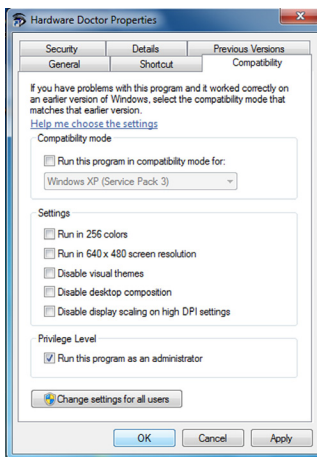 Hardware Doctor Properties
Security Details Previous Versions
General Shortcut Compatibility
If you have problems with this program and it worked correctly on
an earlier version of Windows, select the compatibility mode that
matches that earlier version.
Help me choose the settings
Compatibility mode
Run this program in compatibility mode for:
Windows XP (Service Pack 3)
Settings
Run in 256 colors
Run in 640 x 480 screen resolution
Disable visual themes
Disable desktop composition
Disable display scaling on high DPI settings
Privilege Level
Run this program as an administrator
Change settings for all users
OK Cancel Apply